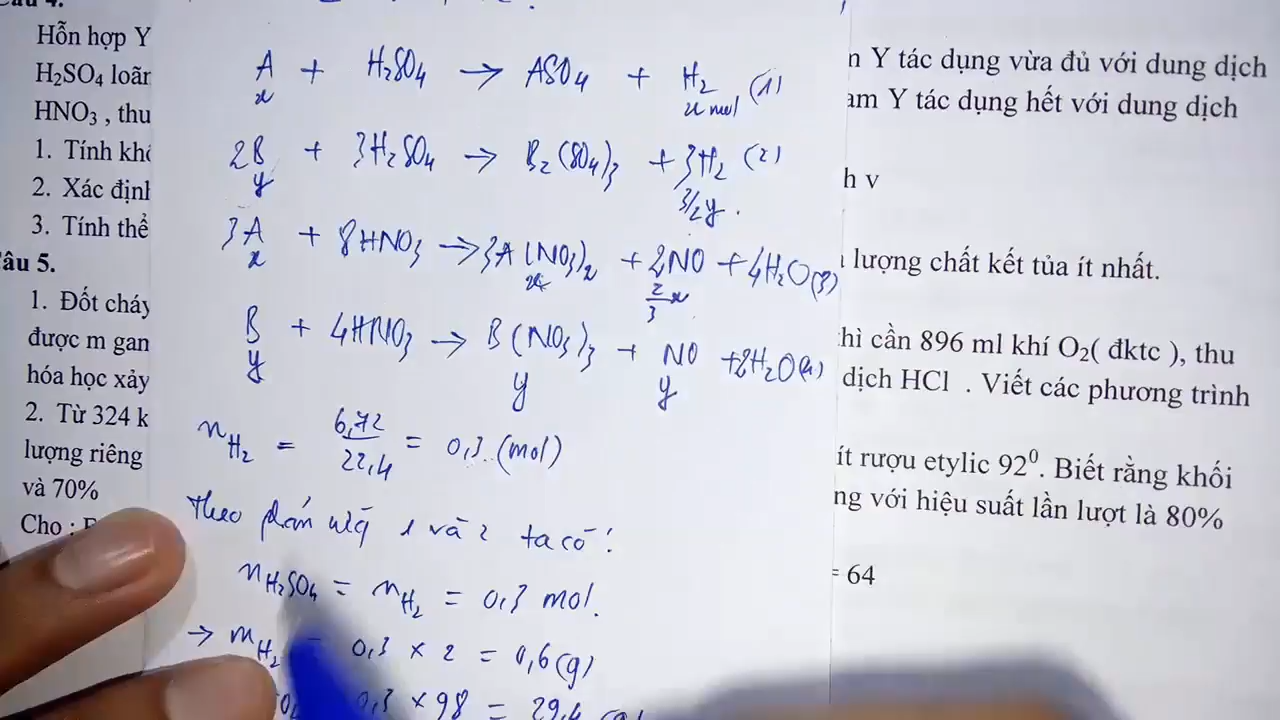 Câu 4.
Hỗn hợp Y
H₂SO₄ loãn
HNO₃ , thu
1. Tính khố
2. Xác định
3. Tính thể
Câu 5.
1. Đốt cháy
được m gam
hóa học xảy
2. Từ 324 k
lượng riêng
và 70%
Cho :
A + H₂SO₄ → ASO₄ + H₂ (1)
x x mol
2B + 3H₂SO₄ → B₂(SO₄)₃ + 3H₂ (2)
y 3/2 y.
3A + 8HNO₃ → 3A(NO₃)₂ + 2NO + 4H₂O (3)
x x 2/3 x
B + 4HNO₃ → B(NO₃)₃ + NO + 2H₂O (4)
y y y
nH₂ = 6,72/22,4 = 0,3 (mol)
Theo phản ứng 1 và 2 ta có :
nH₂SO₄ = nH₂ = 0,3 mol.
→ mH₂ = 0,3 × 2 = 0,6 (g)
0,3 × 98 = 29,4
m Y tác dụng vừa đủ với dung dịch
am Y tác dụng hết với dung dịch
h v
lượng chất kết tủa ít nhất.
thì cần 896 ml khí O₂( đktc ), thu
dịch HCl . Viết các phương trình
ít rượu etylic 92⁰. Biết rằng khối
ng với hiệu suất lần lượt là 80%
= 64